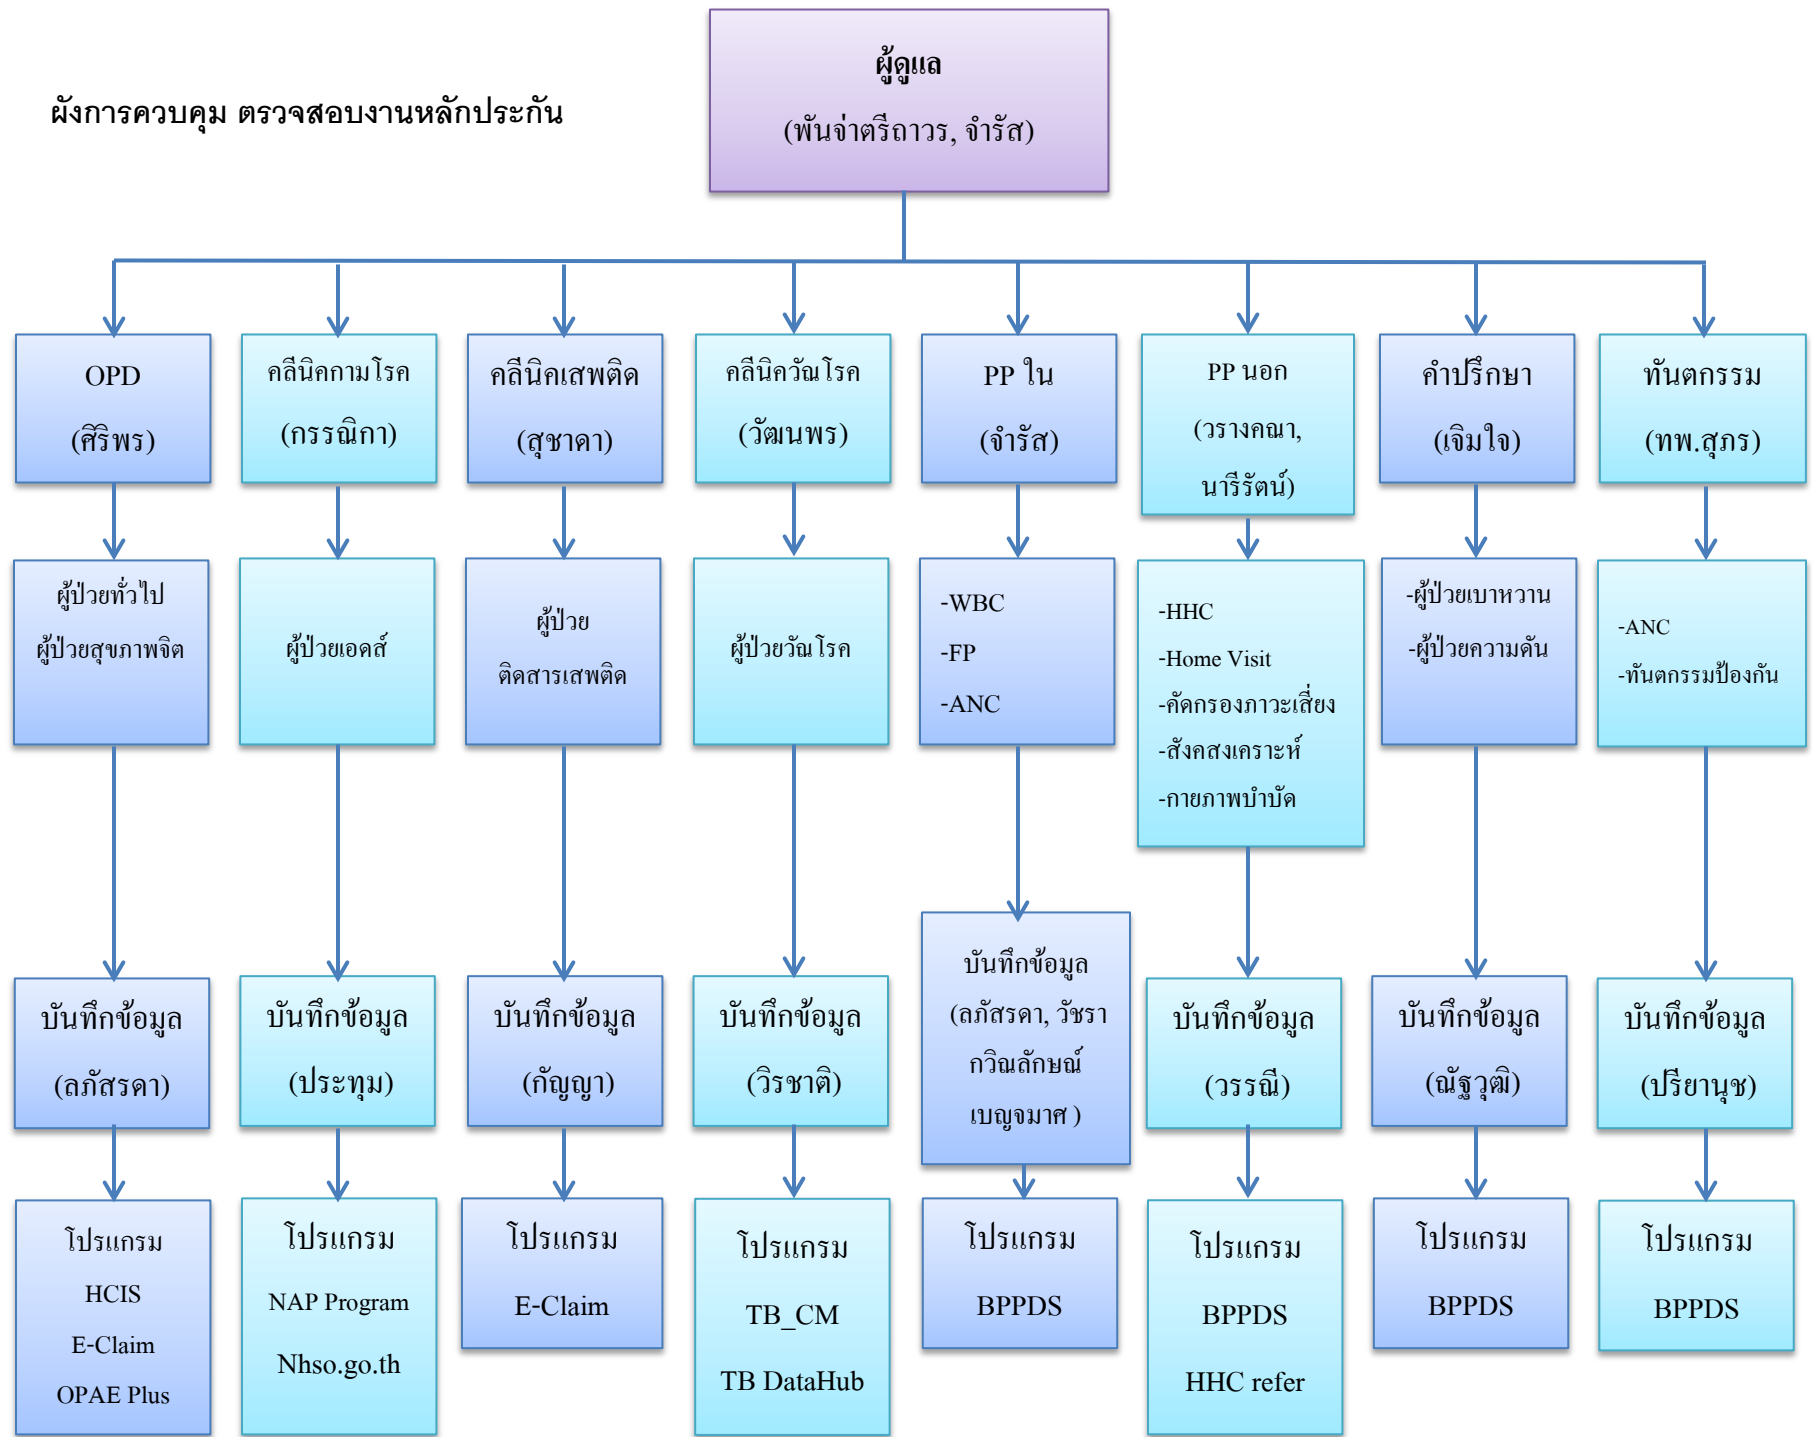 ผังการควบคุม ตรวจสอบงานหลักประกัน
ผู้ดูแล
(พันจ่าตรีถาวร, จำรัส)
OPD
(ศิริพร)
คลีนิคกามโรค
(กรรณิกา)
คลีนิคเสพติด
(สุชาดา)
คลีนิควัณโรค
(วัฒนพร)
PP ใน
(จำรัส)
PP นอก
(วรางคณา,
นารีรัตน์)
คำปรึกษา
(เจิมใจ)
ทันตกรรม
(ทพ.สุภร)
ผู้ป่วยทั่วไป
ผู้ป่วยสุขภาพจิต
ผู้ป่วยเอดส์
ผู้ป่วย
ติดสารเสพติด
ผู้ป่วยวัณโรค
-WBC
-FP
-ANC
-HHC
-Home Visit
-คัดกรองภาวะเสี่ยง
-สังคสงเคราะห์
-กายภาพบำบัด
-ผู้ป่วยเบาหวาน
-ผู้ป่วยความดัน
-ANC
-ทันตกรรมป้องกัน
บันทึกข้อมูล
(ลภัสรดา)
บันทึกข้อมูล
(ประทุม)
บันทึกข้อมูล
(กัญญา)
บันทึกข้อมูล
(วิรชาติ)
บันทึกข้อมูล
(ลภัสรดา, วัชรา
กวิณลักษณ์
เบญจมาศ )
บันทึกข้อมูล
(วรรณี)
บันทึกข้อมูล
(ณัฐวุฒิ)
บันทึกข้อมูล
(ปรียานุช)
โปรแกรม
HCIS
E-Claim
OPAE Plus
โปรแกรม
NAP Program
Nhso.go.th
โปรแกรม
E-Claim
โปรแกรม
TB_CM
TB DataHub
โปรแกรม
BPPDS
โปรแกรม
BPPDS
HHC refer
โปรแกรม
BPPDS
โปรแกรม
BPPDS